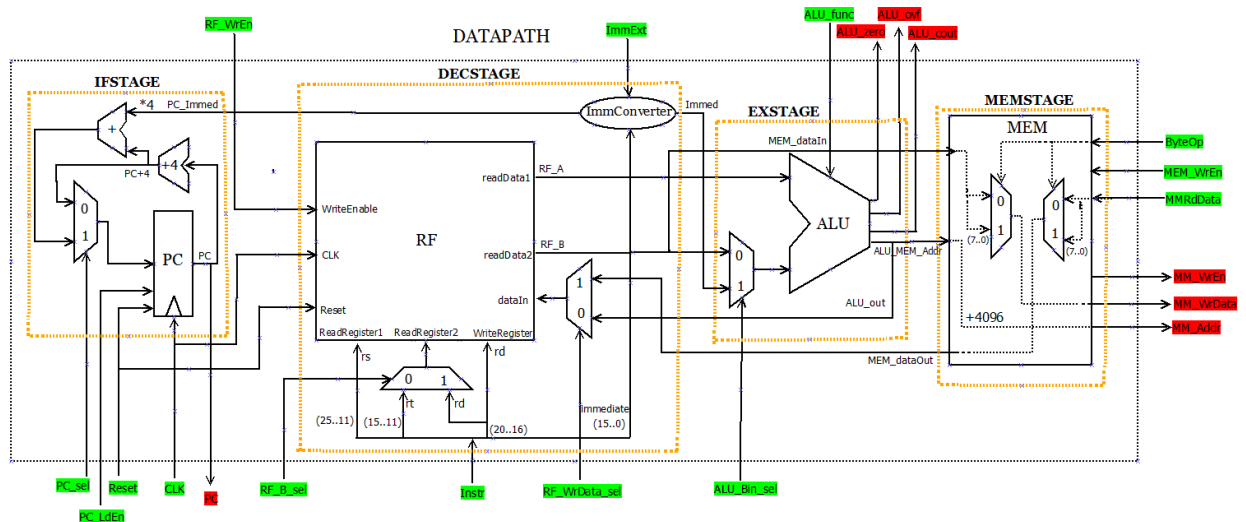 RF_WrEn
DATAPATH
ImmExt
ALU_func
ALU_ovf
ALU_zero
ALU_cout
IFSTAGE
*4
PC_Immed
+
+4
PC+4
0
1
PC
PC
DECSTAGE
ImmConverter
Immed
readData1
RF_A
WriteEnable
RF
readData2
RF_B
CLK
dataIn
1
0
Reset
ReadRegister1
ReadRegister2
WriteRegister
rs
rd
0
1
rt
rd
(25..11)
(15..11)
(20..16)
immediate
(15..0)
EXSTAGE
MEM_dataIn
0
1
ALU
ALU_MEM_Addr
ALU_out
MEM_dataOut
MEMSTAGE
MEM
0
1
(7..0)
0
1
(7..0)
+4096
ByteOp
MEM_WrEn
MMRdData
MM_WrEn
MM_WrData
MM_Addr
PC_sel
PC_LdEn
Reset
CLK
PC
RF_B_sel
Instr
RF_WrData_sel
ALU_Bin_sel